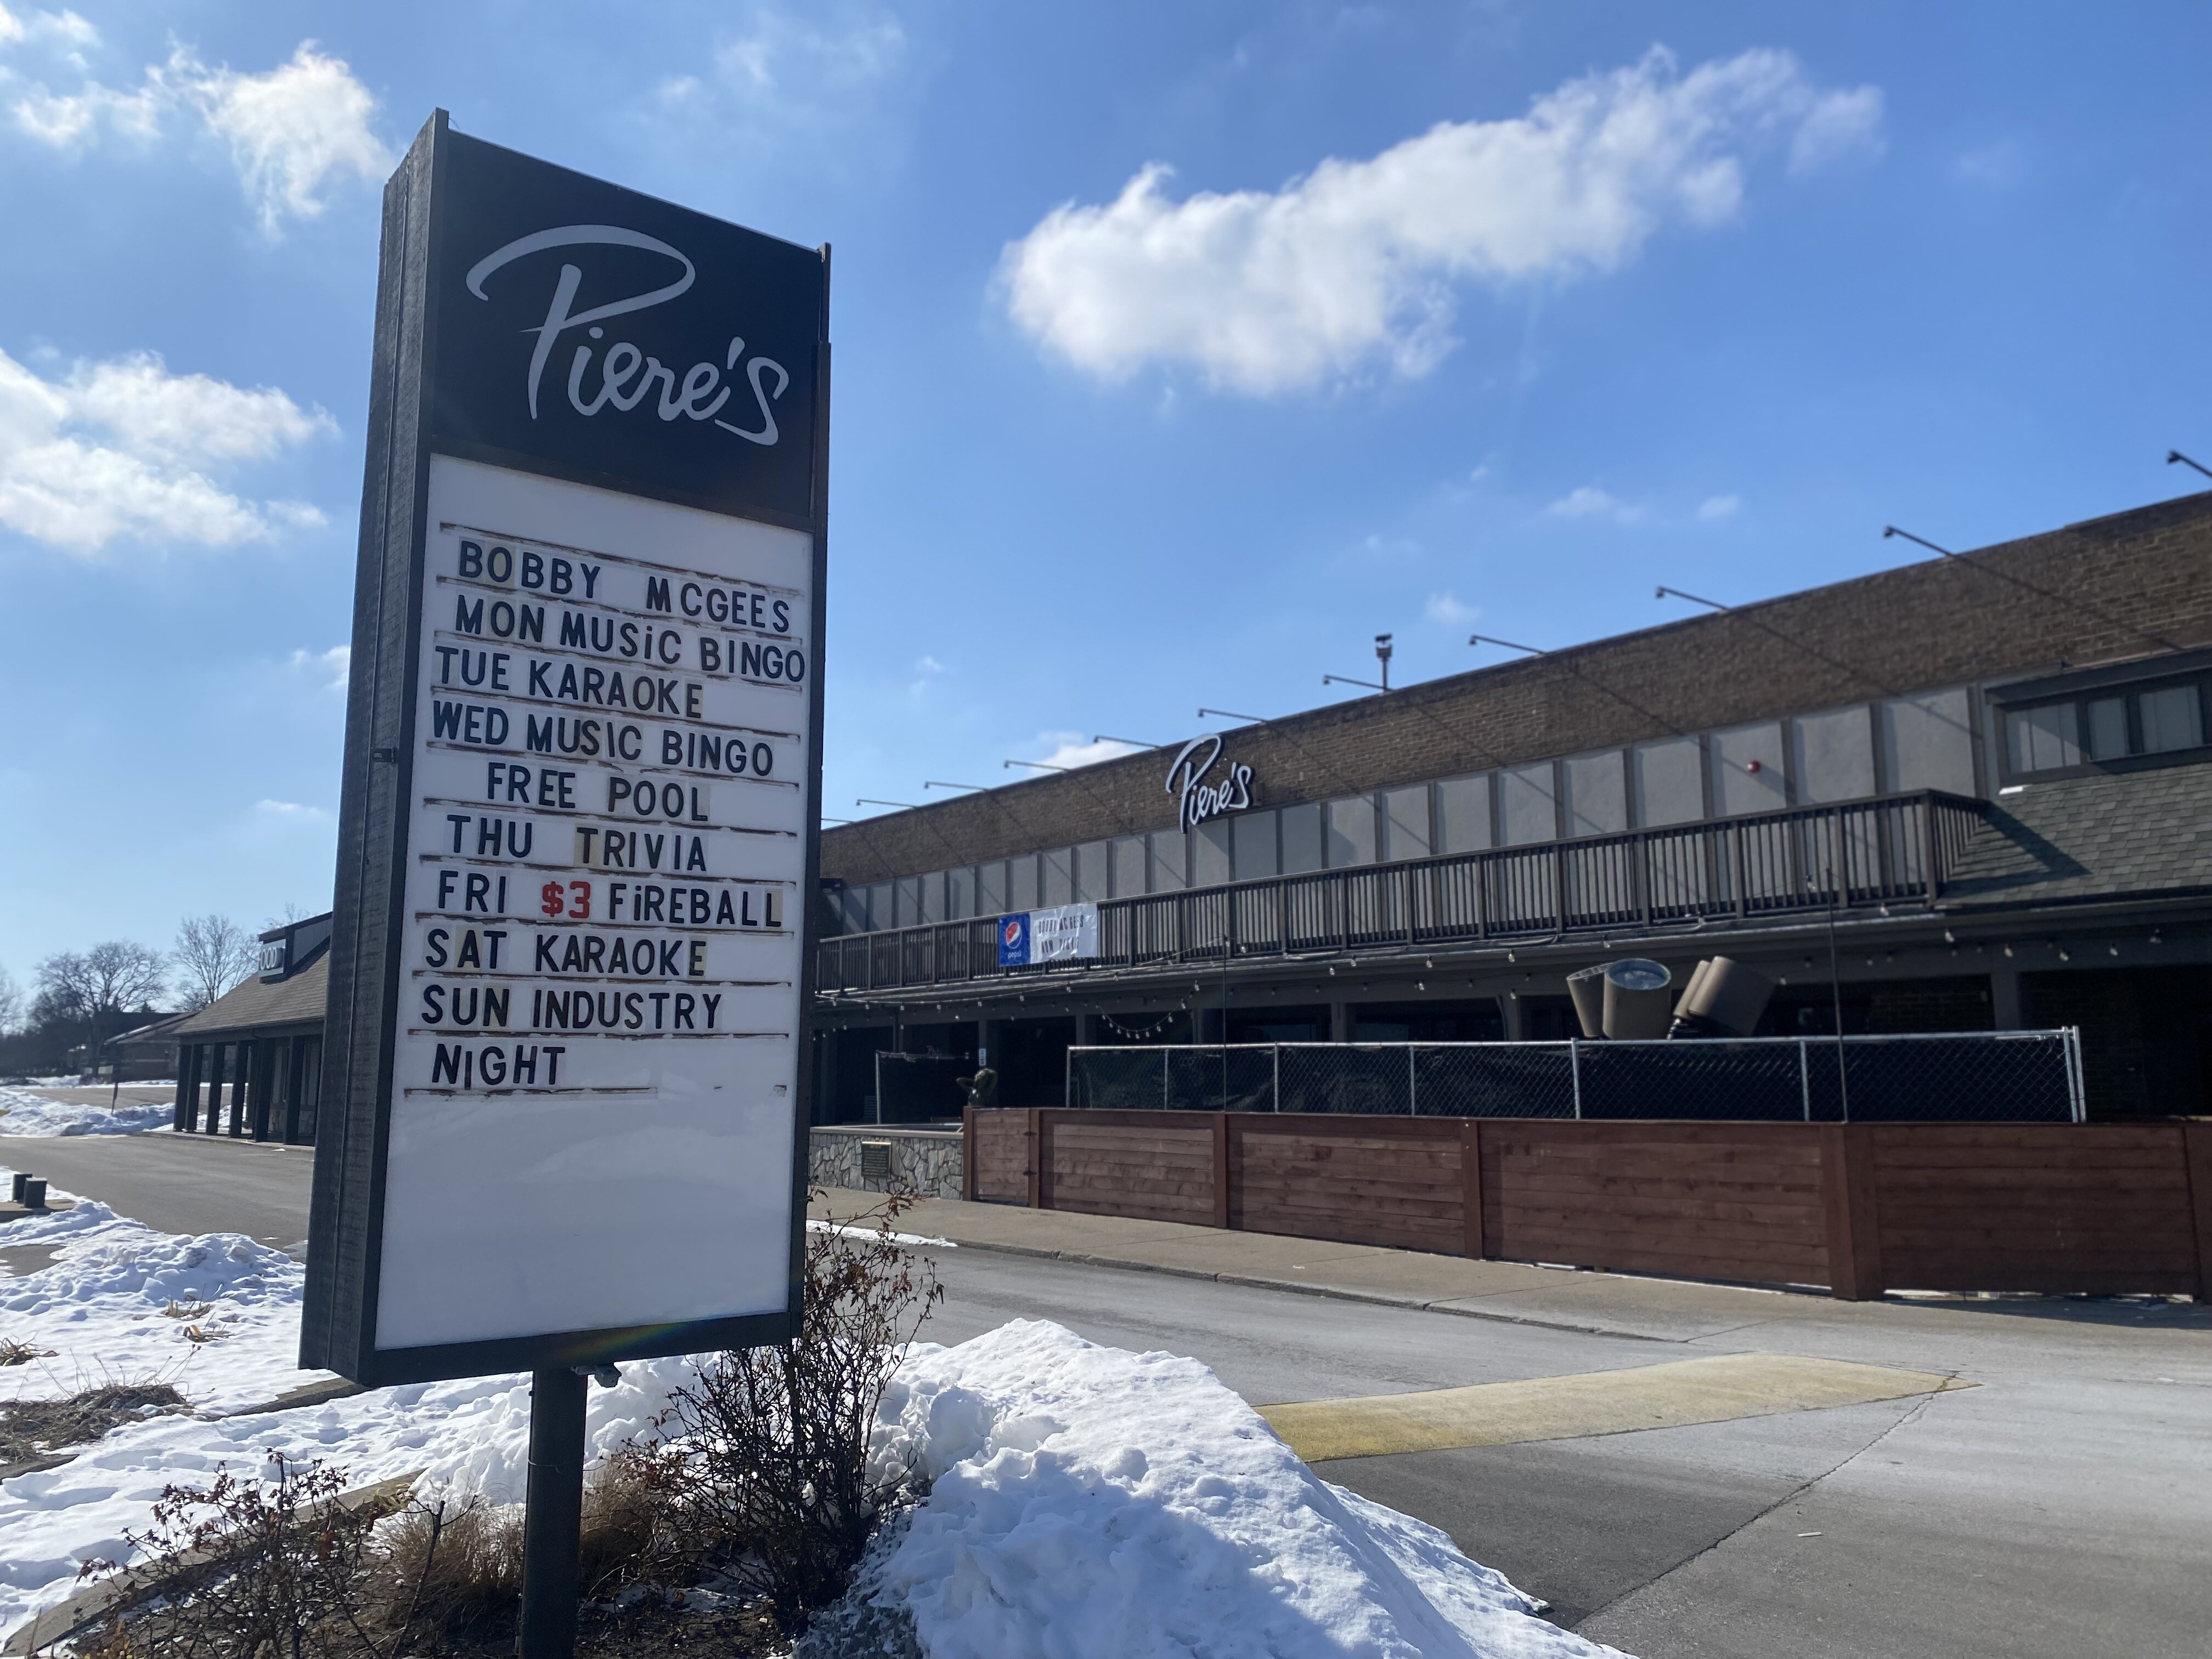 Piere's
BOBBY MCGEES
MON MUSiC BINGO
TUE KARAOKE
WED MUSIC BINGO
FREE POOL
THU TRIVIA
FRI $3 FiREBALL
SAT KARAOKE
SUN INDUSTRY
NIGHT
Piere's
pepsi